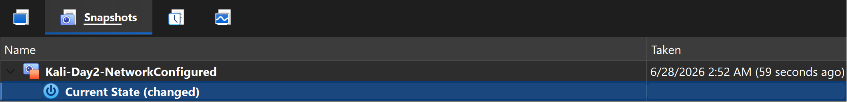 Snapshots
Name Taken
Kali-Day2-NetworkConfigured 6/28/2026 2:52 AM (59 seconds ago)
Current State (changed)